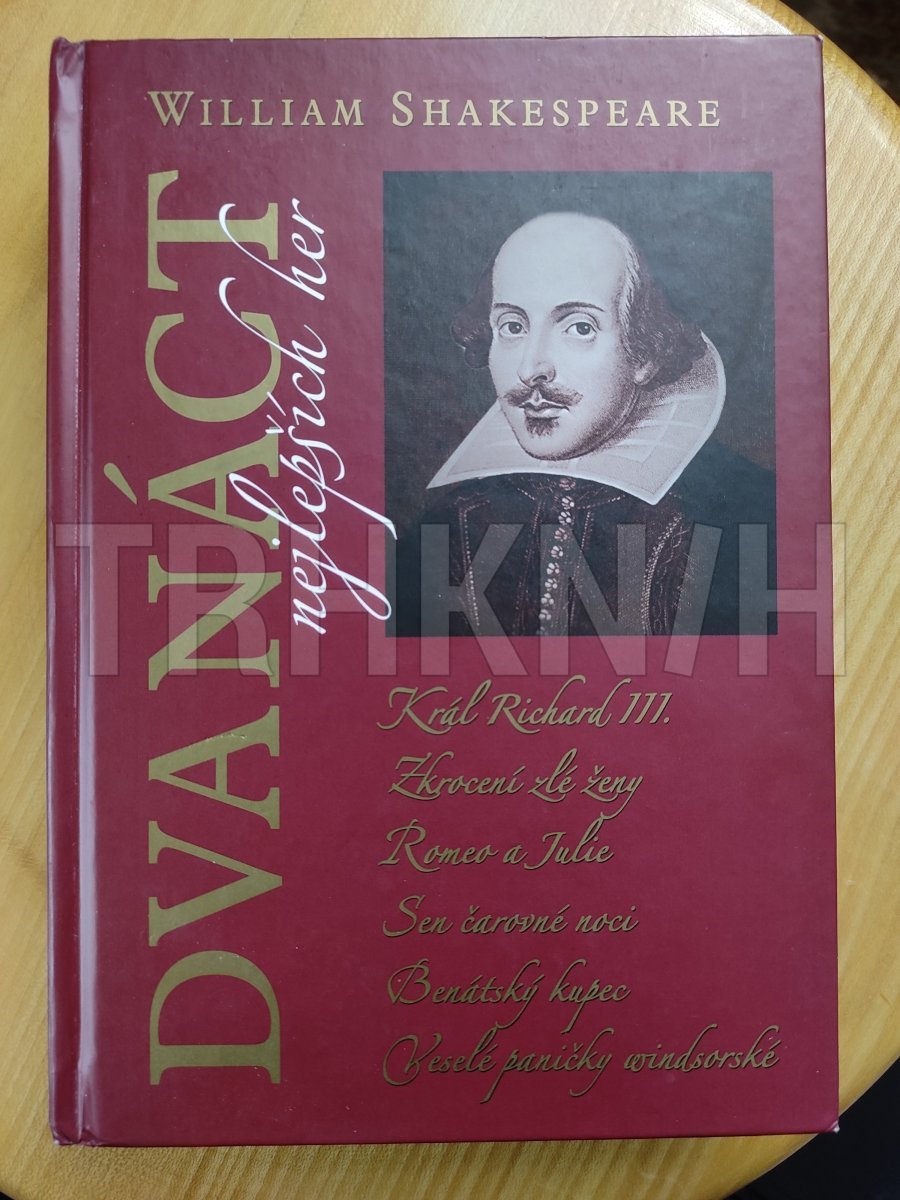 WILLIAM SHAKESPEARE
DVANÁCT
nejlepších her
Král Richard III.
Zkrocení zlé ženy
Romeo a Julie
Sen čarovné noci
Benátský kupec
Veselé paničky windsorské
TRHKNIH